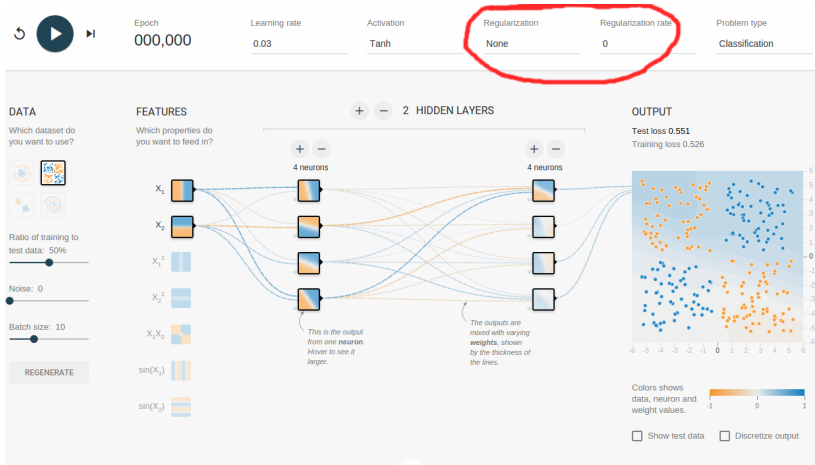 Epoch
000,000
Learning rate
0.03
Activation
Tanh
Regularization
None
Regularization rate
0
Problem type
Classification
DATA
Which dataset do
you want to use?
Ratio of training to
test data: 50%
Noise: 0
Batch size: 10
REGENERATE
FEATURES
Which properties do
you want to feed in?
X₁
X₂
X₁²
X₂²
X₁X₂
sin(X₁)
sin(X₂)
+ − 2 HIDDEN LAYERS
+ −
4 neurons
+ −
4 neurons
This is the output
from one neuron.
Hover to see it
larger.
The outputs are
mixed with varying
weights, shown
by the thickness of
the lines.
OUTPUT
Test loss 0.551
Training loss 0.526
6
5
4
3
2
1
0
-1
-2
-3
-4
-5
-6
-6 -5 -4 -3 -2 -1 0 1 2 3 4 5 6
Colors shows
data, neuron and
weight values.
-1 0 1
Show test data
Discretize output